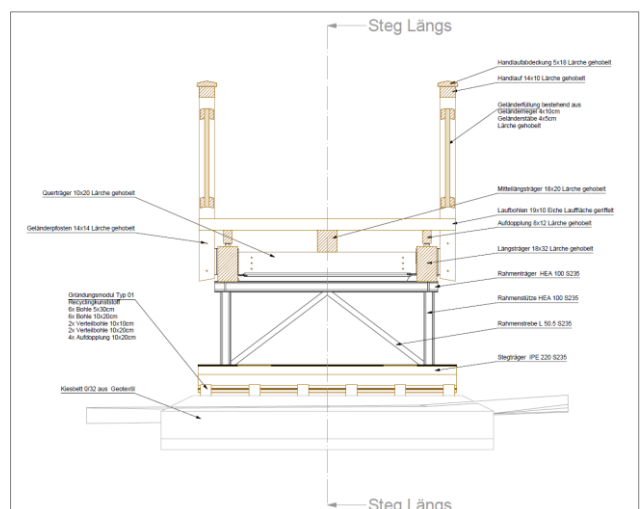 Steg Längs
Handlaufabdeckung 5x18 Lärche gehobelt
Handlauf 14x10 Lärche gehobelt
Geländerfüllung bestehend aus
Geländerriegel 4x10cm
Geländerstäbe 4x5cm
Lärche gehobelt
Querträger 10x20 Lärche gehobelt
Mittellängsträger 18x20 Lärche gehobelt
Laufbohlen 19x10 Eiche Lauffläche geriffelt
Aufdopplung 8x12 Lärche gehobelt
Geländerpfosten 14x14 Lärche gehobelt
Längsträger 18x32 Lärche gehobelt
Rahmenträger HEA 100 S235
Gründungsmodul Typ 01
Recyclingkunststoff
6x Bohle 5x30cm
6x Bohle 10x20cm
2x Verteilbohle 10x10cm
2x Verteilbohle 10x20cm
4x Aufdopplung 10x20cm
Rahmenstütze HEA 100 S235
Rahmenstrebe L 50.5 S235
Stegträger IPE 220 S235
Kiesbett 0/32 aus Geotextil
Steg Längs